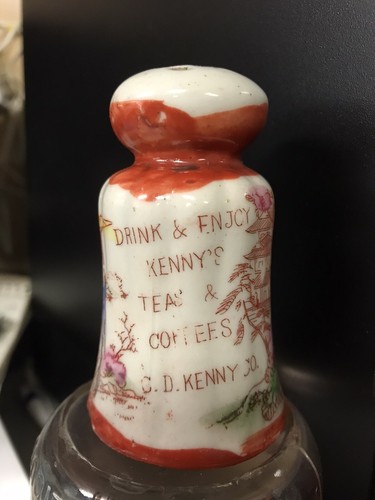 DRINK & ENJOY
KENNY'S
TEAS &
COFFEES
C. D. KENNY CO.